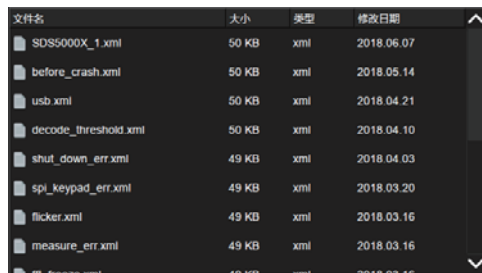 文件名 大小 类型 修改日期
SDS5000X_1.xml 50 KB xml 2018.06.07
before_crash.xml 50 KB xml 2018.05.14
usb.xml 50 KB xml 2018.04.21
decode_threshold.xml 50 KB xml 2018.04.10
shut_down_err.xml 49 KB xml 2018.04.03
spi_keypad_err.xml 49 KB xml 2018.03.20
flicker.xml 49 KB xml 2018.03.16
measure_err.xml 49 KB xml 2018.03.16